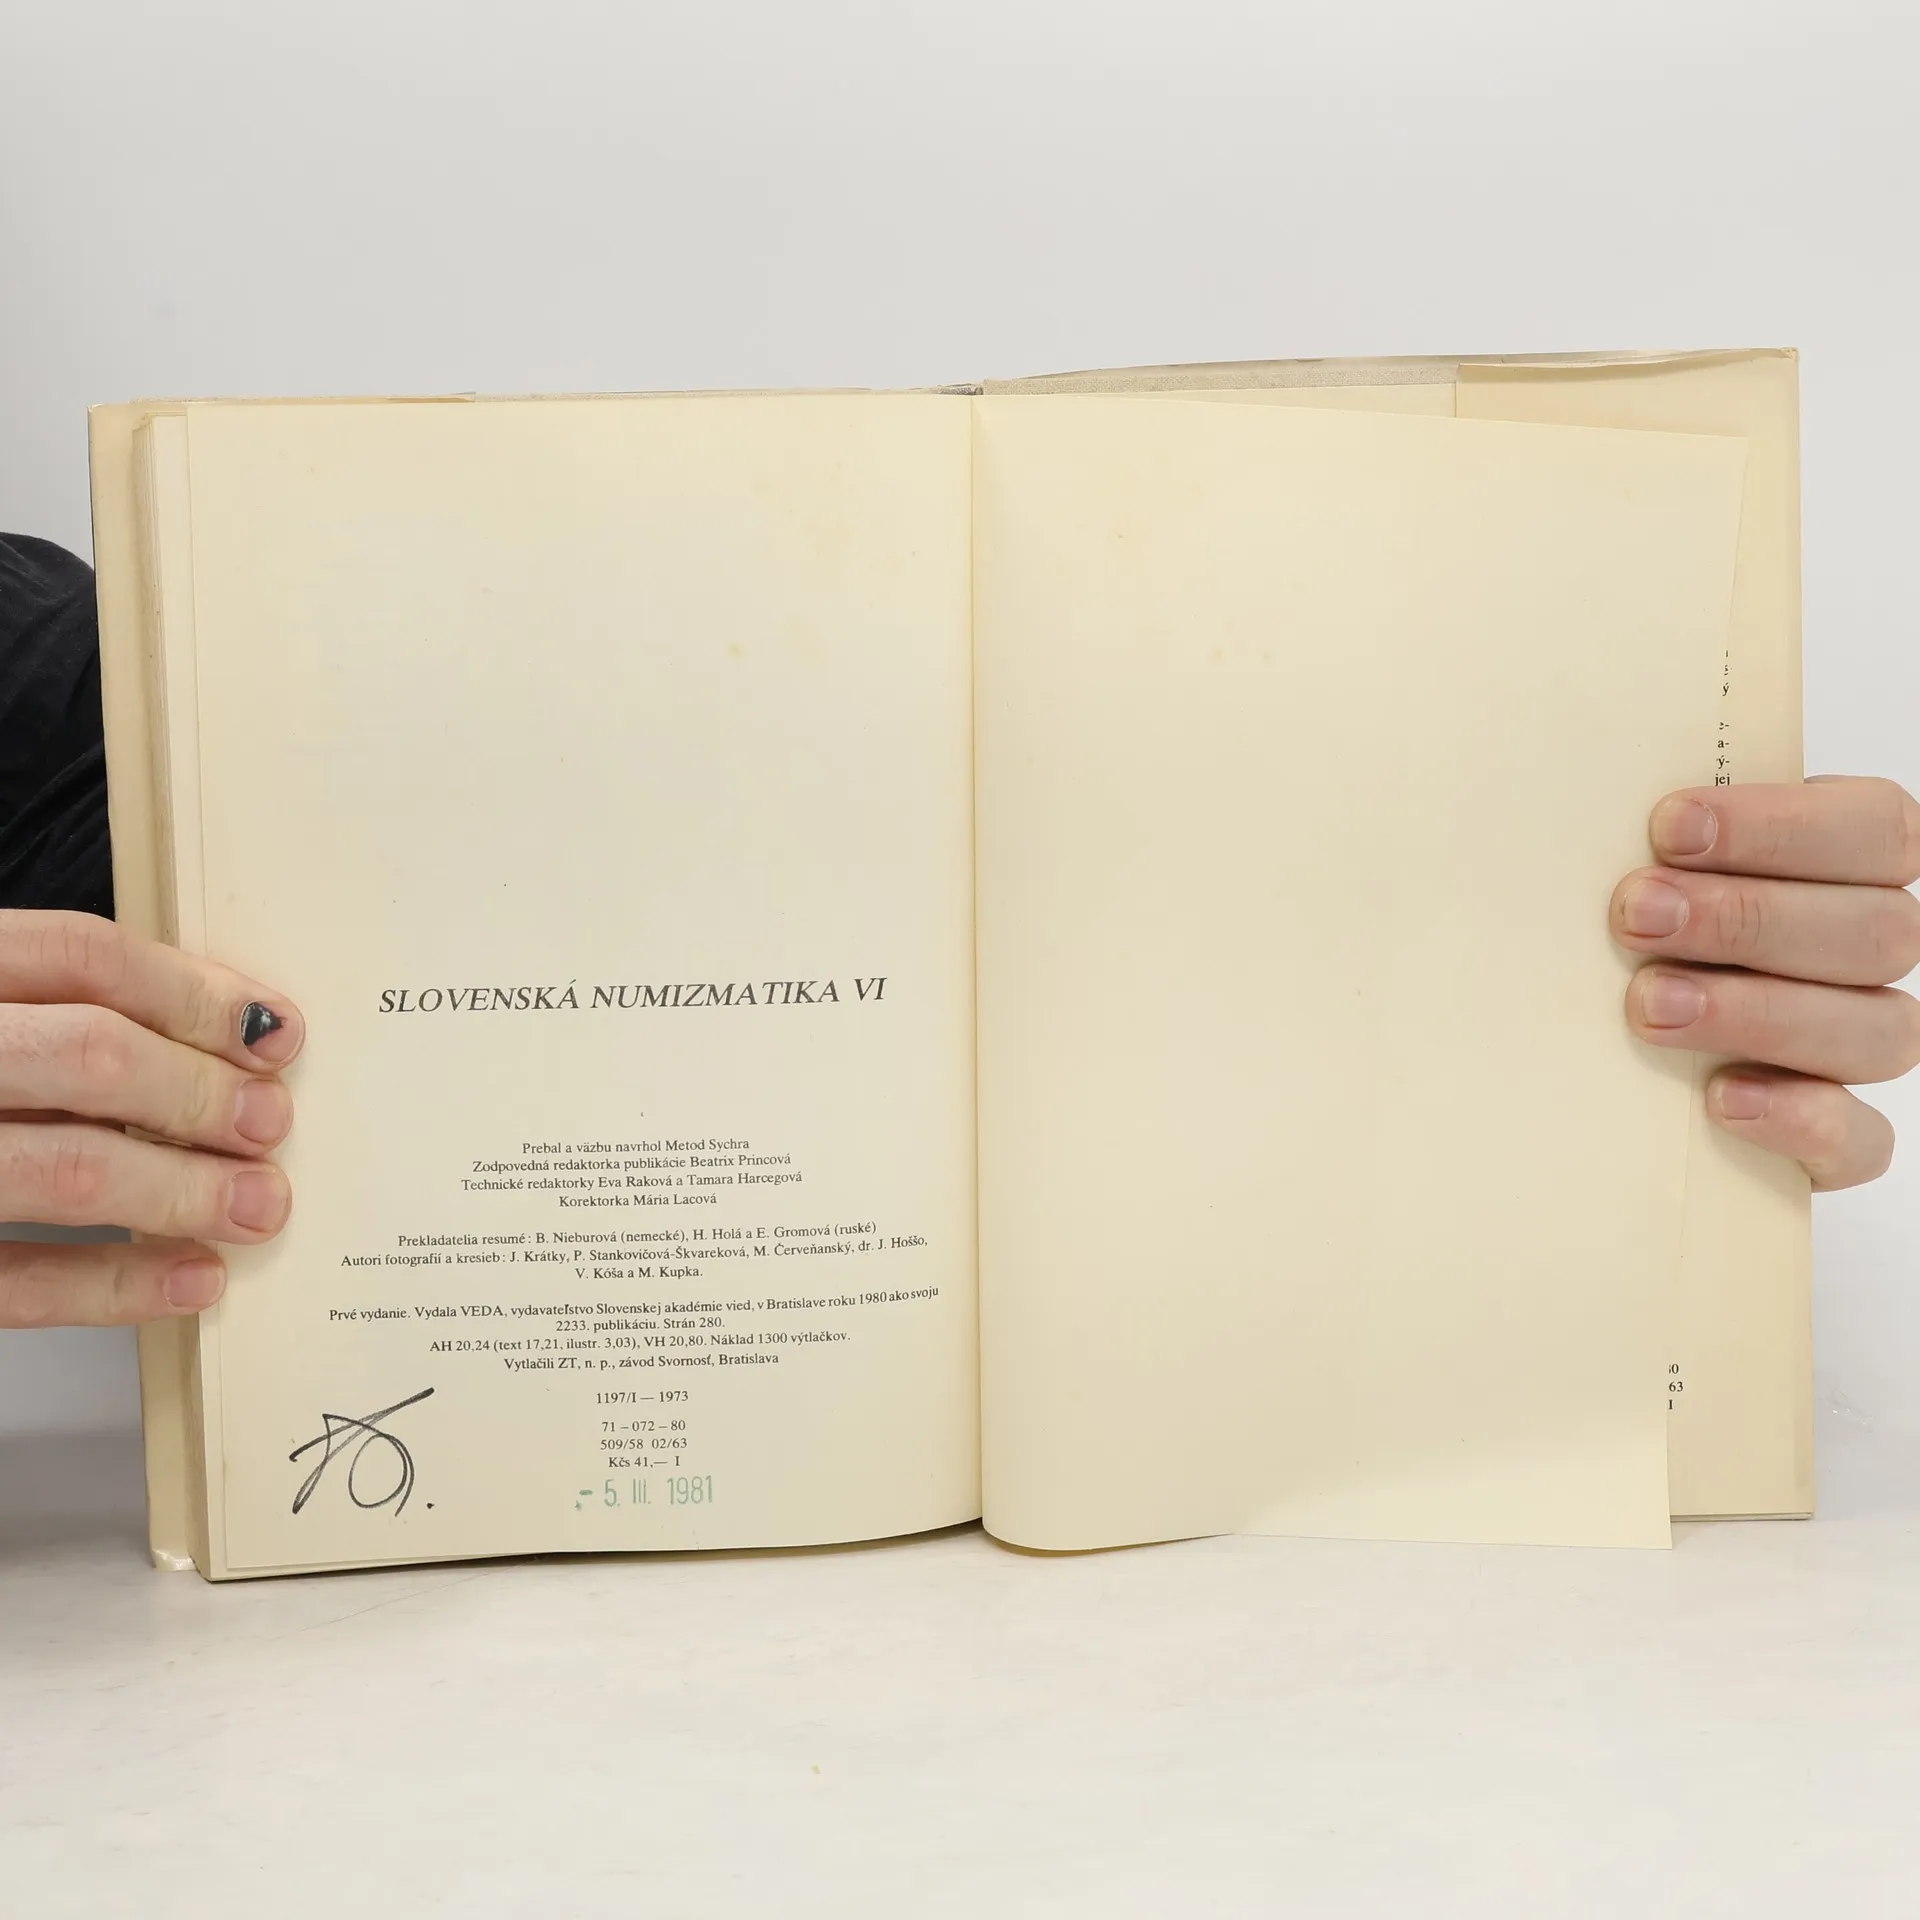 SLOVENSKÁ NUMIZMATIKA VI
Prebal a väzbu navrhol Metod Sychra
Zodpovedná redaktorka publikácie Beatrix Princová
Technické redaktorky Eva Raková a Tamara Harcegová
Korektorka Mária Lacová
Prekladatelia resumé: B. Nieburová (nemecké), H. Holá a E. Gromová (ruské)
Autori fotografií a kresieb: J. Krátky, P. Stankovičová-Škvareková, M. Červeňanský, dr. J. Hoššo,
V. Kóša a M. Kupka.
Prvé vydanie. Vydala VEDA, vydavateľstvo Slovenskej akadémie vied, v Bratislave roku 1980 ako svoju
2233. publikáciu. Strán 280.
AH 20,24 (text 17,21, ilustr. 3,03), VH 20,80. Náklad 1300 výtlačkov.
Vytlačili ZT, n. p., závod Svornosť, Bratislava
1197/I — 1973
71 – 072 – 80
509/58 02/63
Kčs 41,— I
- 5. III. 1981
ý
a-
ý-
jej
63
I